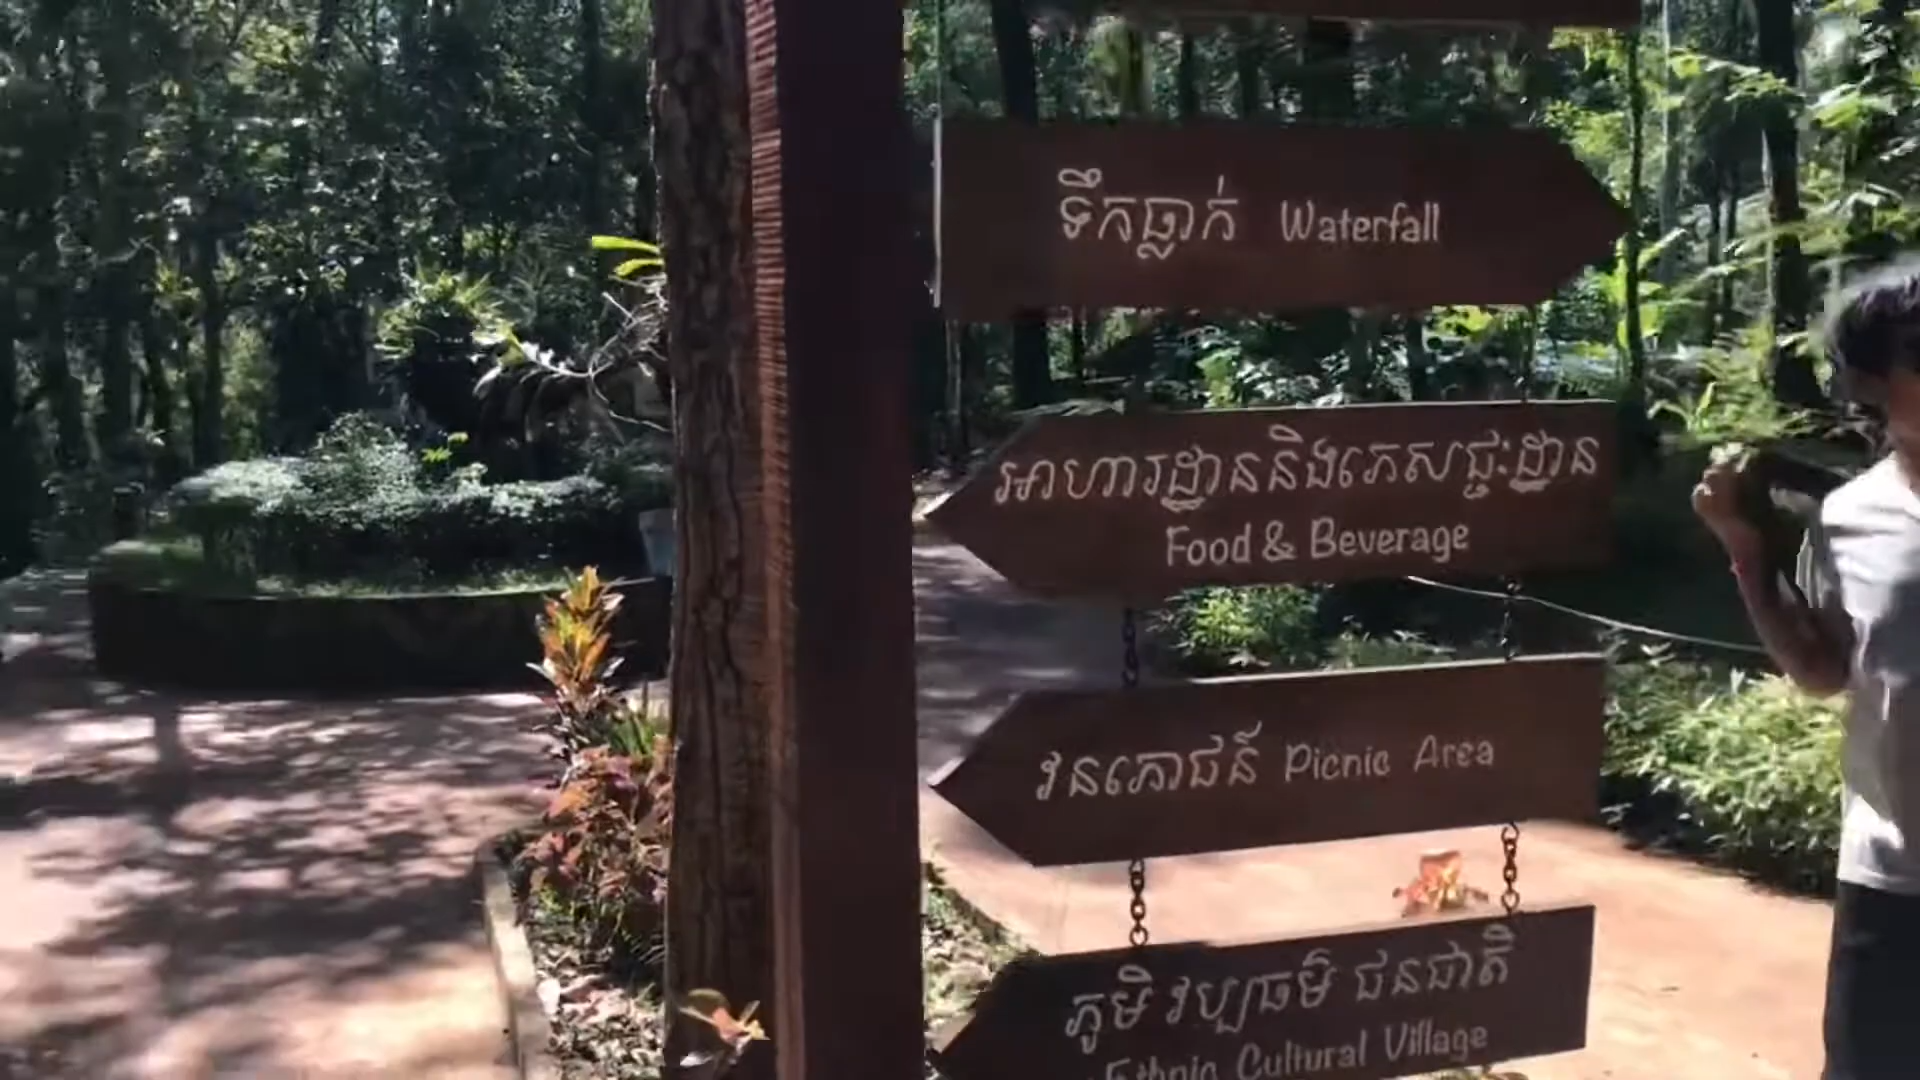 ទឹកធ្លាក់ Waterfall
អាហារដ្ឋាននិងភេសជ្ជៈដ្ឋាន
Food & Beverage
វនភោជន៍ Picnic Area
ភូមិ វប្បធម៌ ជនជាតិ
Ethnic Cultural Village